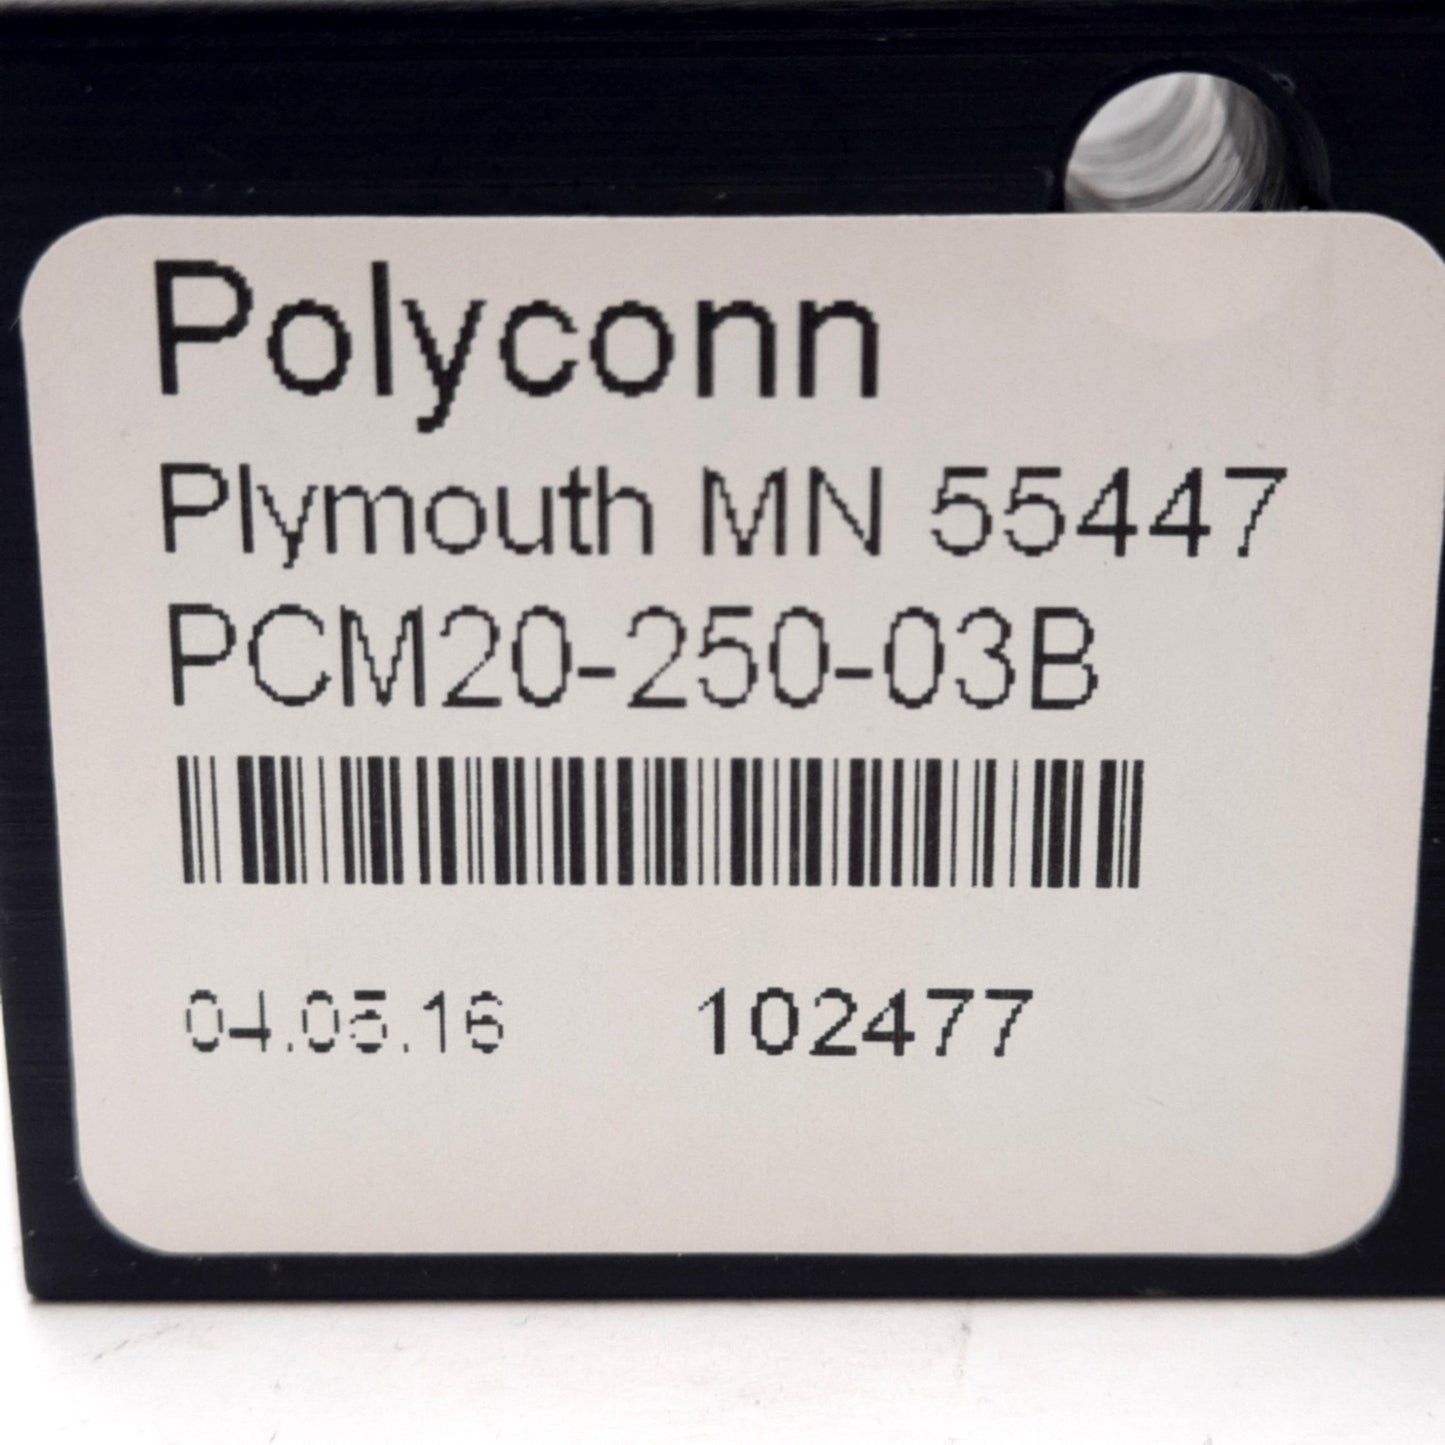 Polyconn
Plymouth MN 55447
PCM20-250-03B
04.05.16 102477